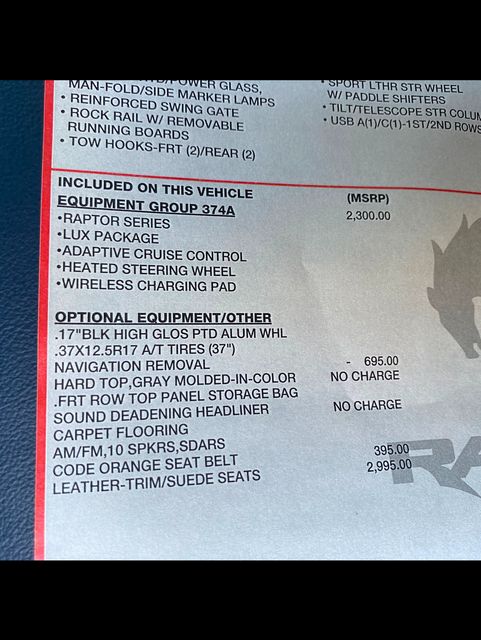 POWER GLASS,
MAN-FOLD/SIDE MARKER LAMPS
• REINFORCED SWING GATE
• ROCK RAIL W/ REMOVABLE
RUNNING BOARDS
• TOW HOOKS-FRT (2)/REAR (2)
• SPORT LTHR STR WHEEL
W/ PADDLE SHIFTERS
• TILT/TELESCOPE STR
• USB A(1)/C(1)-1ST/2ND ROWS
INCLUDED ON THIS VEHICLE (MSRP)
EQUIPMENT GROUP 374A 2,300.00
•RAPTOR SERIES
•LUX PACKAGE
•ADAPTIVE CRUISE CONTROL
•HEATED STEERING WHEEL
•WIRELESS CHARGING PAD
OPTIONAL EQUIPMENT/OTHER
.17"BLK HIGH GLOS PTD ALUM WHL
.37X12.5R17 A/T TIRES (37")
NAVIGATION REMOVAL - 695.00
HARD TOP,GRAY MOLDED-IN-COLOR NO CHARGE
.FRT ROW TOP PANEL STORAGE BAG
SOUND DEADENING HEADLINER NO CHARGE
CARPET FLOORING
AM/FM,10 SPKRS,SDARS
CODE ORANGE SEAT BELT 395.00
LEATHER-TRIM/SUEDE SEATS 2,995.00